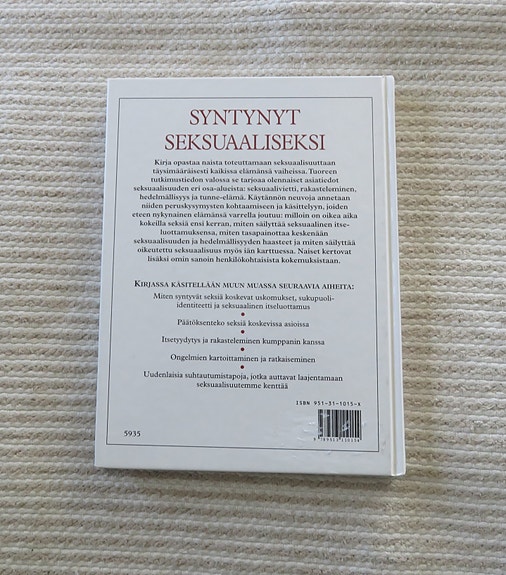 SYNTYNYT
SEKSUAALISEKSI
Kirja opastaa naista toteuttamaan seksuaalisuuttaan
täysimääräisesti kaikissa elämänsä vaiheissa. Tuoreen
tutkimustiedon valossa se tarjoaa olennaiset asiatiedot
seksuaalisuuden eri osa-alueista: seksuaalivietti, rakasteleminen,
hedelmällisyys ja tunne-elämä. Käytännön neuvoja annetaan
niiden peruskysymysten kohtaamiseen ja käsittelyyn, joiden
eteen nykynainen elämänsä varrella joutuu: milloin on oikea aika
kokeilla seksiä ensi kerran, miten säilyttää seksuaalinen itse-
luottamuksensa, miten tasapainottaa keskenään
seksuaalisuuden ja hedelmällisyyden haasteet ja miten säilyttää
oikeutettu seksuaalisuus myös iän karttuessa. Naiset kertovat
lisäksi omin sanoin henkilökohtaisista kokemuksistaan.
KIRJASSA KÄSITELLÄÄN MUUN MUASSA SEURAAVIA AIHEITA:
Miten syntyvät seksiä koskevat uskomukset, sukupuoli-
identiteetti ja seksuaalinen itseluottamus
•
Päätöksenteko seksiä koskevissa asioissa
•
Itsetyydytys ja rakasteleminen kumppanin kanssa
•
Ongelmien kartoittaminen ja ratkaiseminen
•
Uudenlaisia suhtautumistapoja, jotka auttavat laajentamaan
seksuaalisuutemme kenttää
ISBN 951-31-1015-X
5935